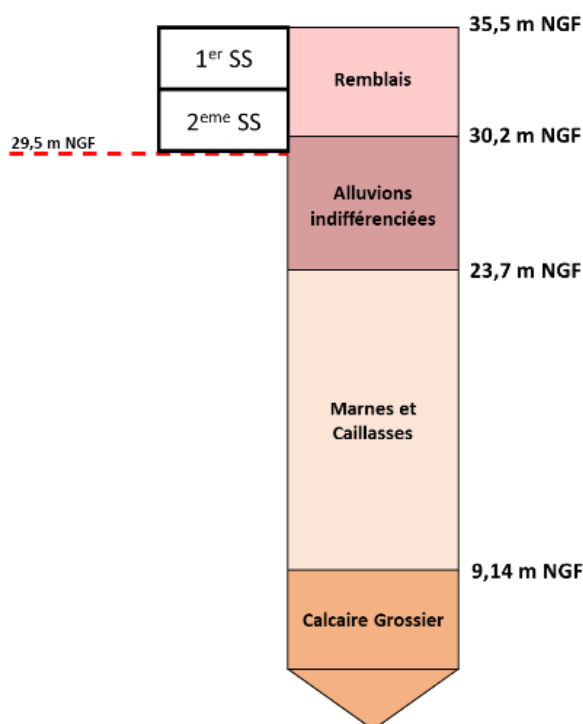 35,5 m NGF
1er SS
Remblais
2eme SS
30,2 m NGF
29,5 m NGF
Alluvions
indifférenciées
23,7 m NGF
Marnes et
Caillasses
9,14 m NGF
Calcaire Grossier